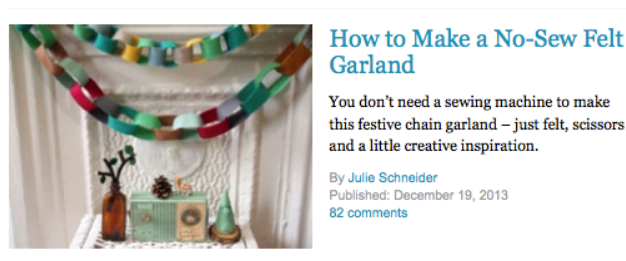 How to Make a No-Sew Felt
Garland
You don't need a sewing machine to make
this festive chain garland – just felt, scissors
and a little creative inspiration.
By Julie Schneider
Published: December 19, 2013
82 comments